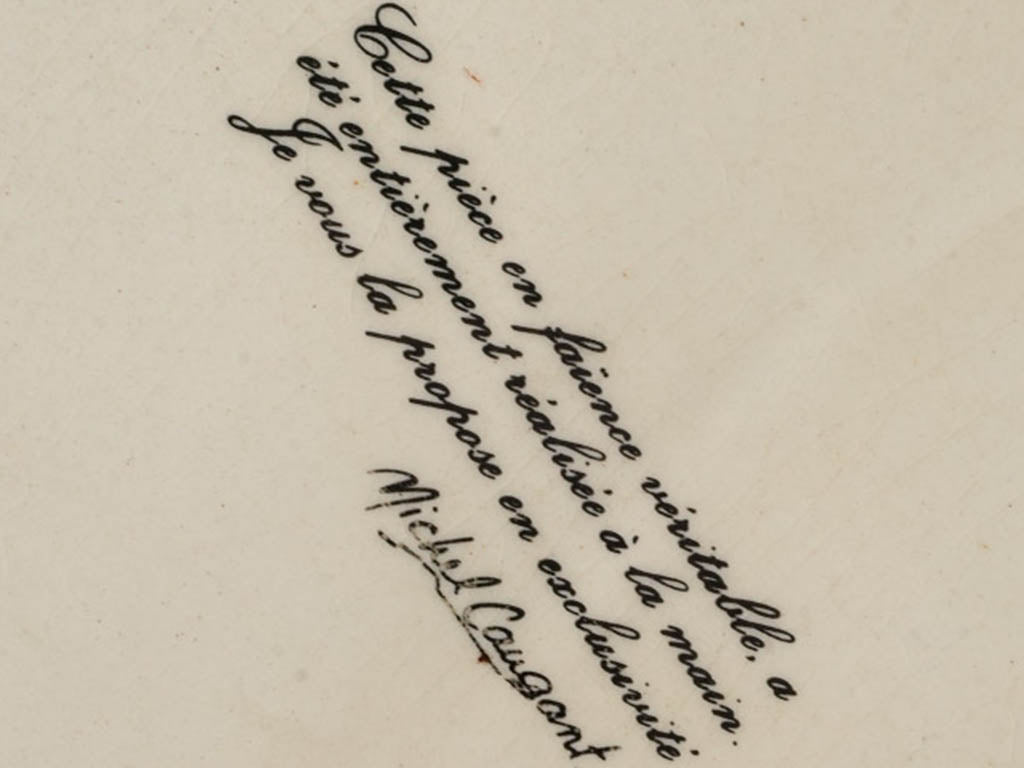 Cette pièce en faïence véritable, a
été entièrement réalisée à la main.
Je vous la propose en exclusivité
Michel Caugant